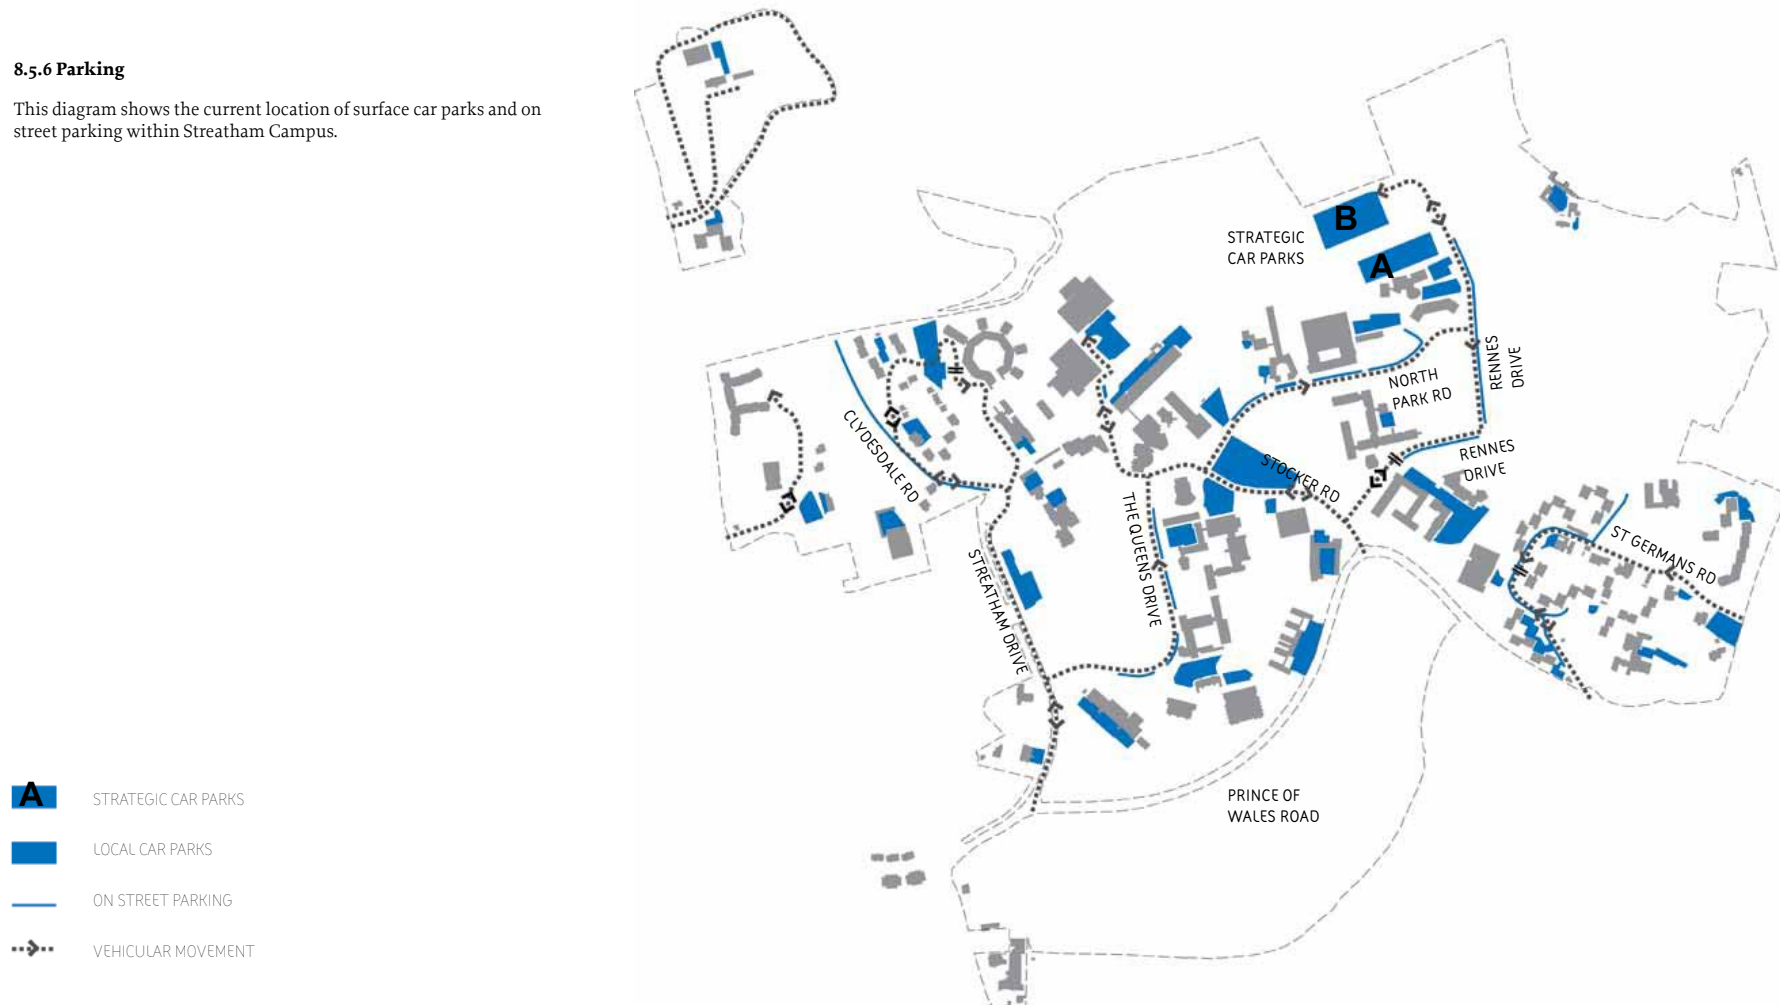 8.5.6 Parking
This diagram shows the current location of surface car parks and on
street parking within Streatham Campus.
B
STRATEGIC
CAR PARKS
A
RENNES
DRIVE
NORTH
PARK RD
CLYDESDALE RD
STOCKER RD
RENNES
DRIVE
THE QUEENS DRIVE
ST GERMANS RD
STREATHAM DRIVE
PRINCE OF
WALES ROAD
A
STRATEGIC CAR PARKS
LOCAL CAR PARKS
ON STREET PARKING
VEHICULAR MOVEMENT